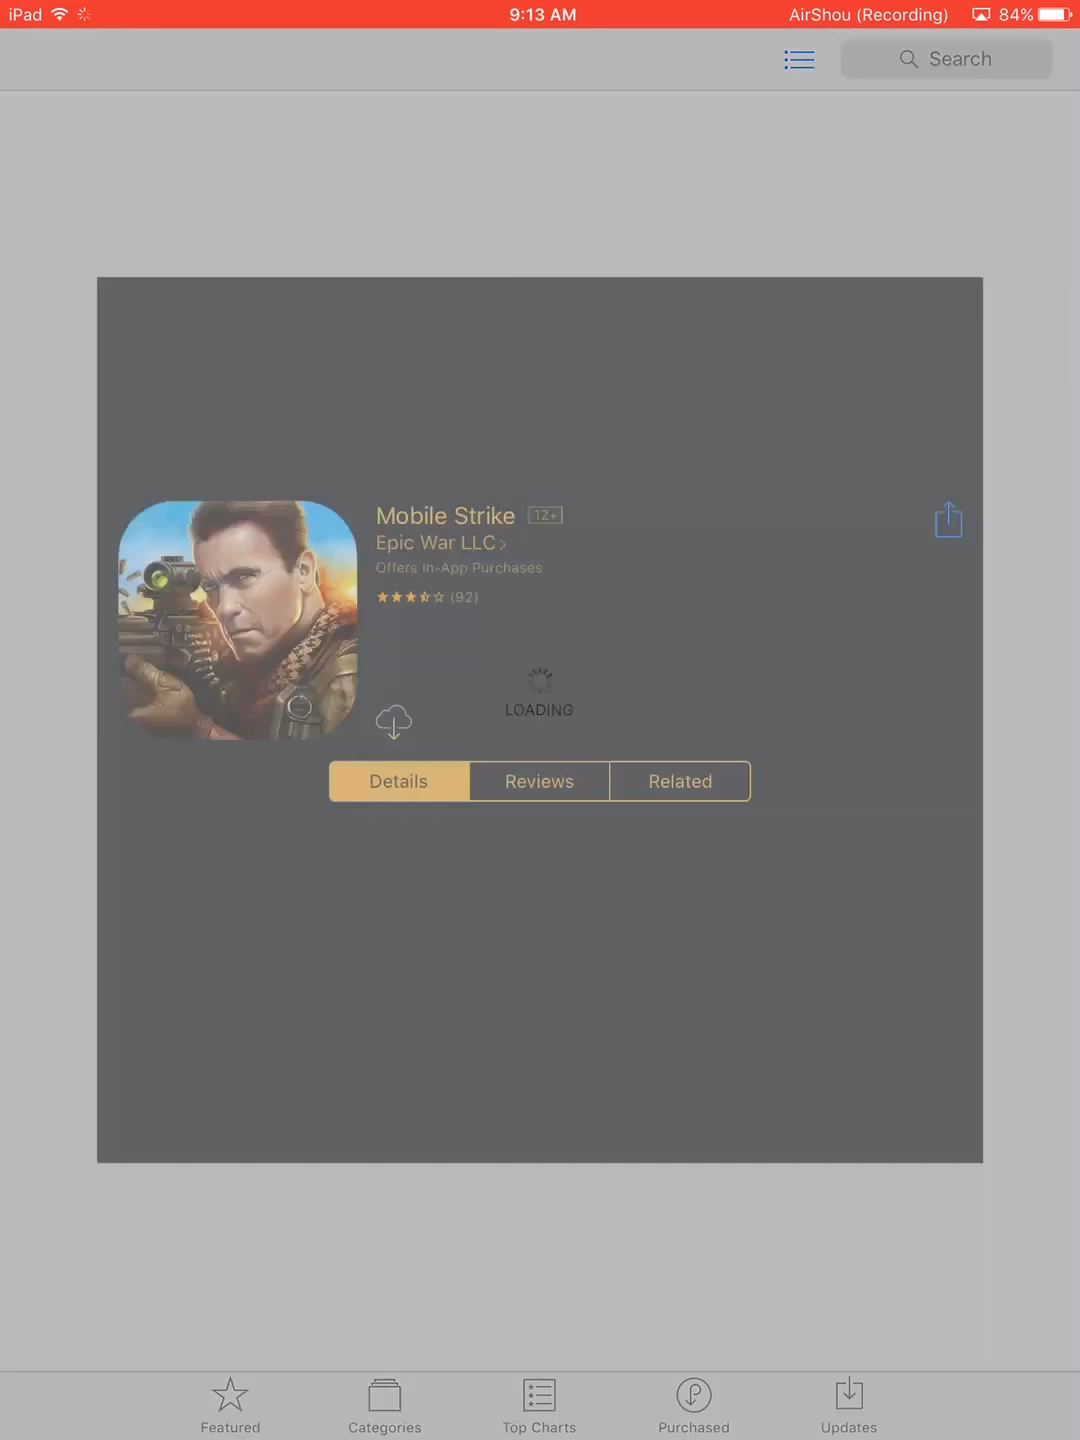 iPad 9:13 AM AirShou (Recording) 84%
Search
Mobile Strike 12+
Epic War LLC >
Offers In-App Purchases
(92)
LOADING
Details Reviews Related
Featured Categories Top Charts Purchased Updates